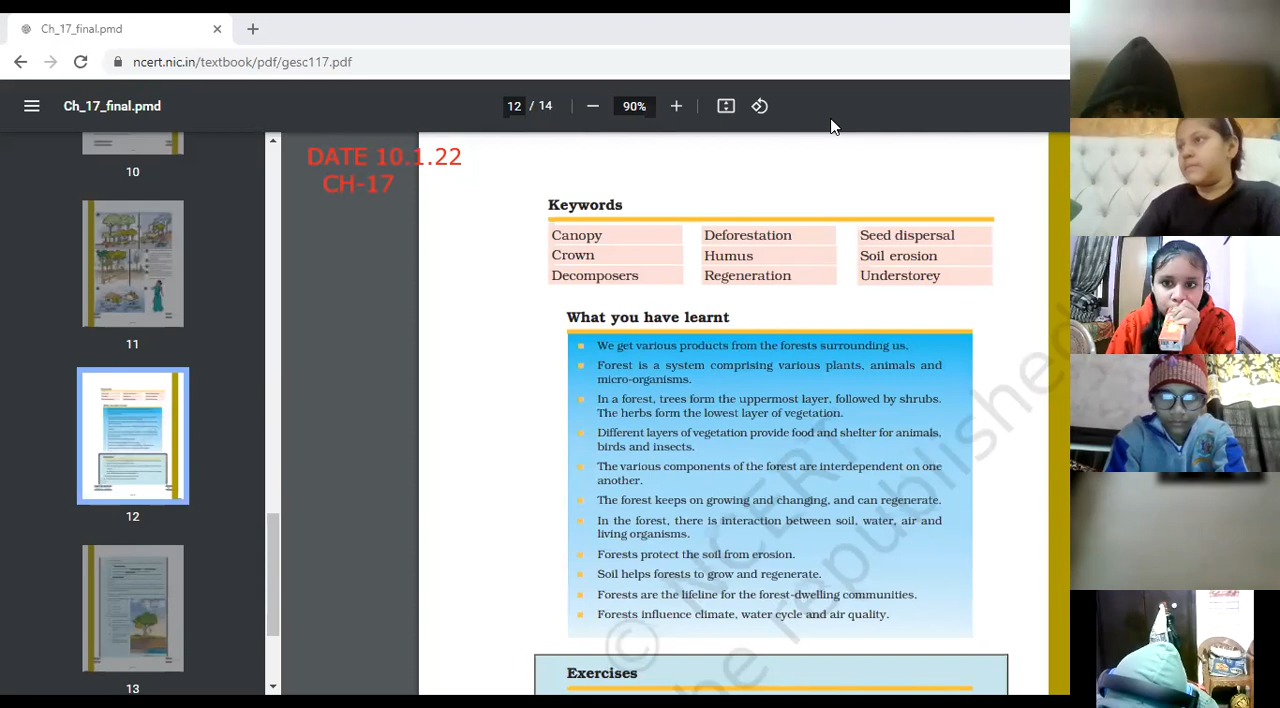 Ch_17_final.pmd
ncert.nic.in/textbook/pdf/gesc117.pdf
Ch_17_final.pmd
12 / 14
90%
10
11
12
13
DATE 10.1.22
CH-17
Keywords
Canopy Deforestation Seed dispersal
Crown Humus Soil erosion
Decomposers Regeneration Understorey
What you have learnt
We get various products from the forests surrounding us.
Forest is a system comprising various plants, animals and
micro-organisms.
In a forest, trees form the uppermost layer, followed by shrubs.
The herbs form the lowest layer of vegetation.
Different layers of vegetation provide food and shelter for animals,
birds and insects.
The various components of the forest are interdependent on one
another.
The forest keeps on growing and changing, and can regenerate.
In the forest, there is interaction between soil, water, air and
living organisms.
Forests protect the soil from erosion.
Soil helps forests to grow and regenerate.
Forests are the lifeline for the forest-dwelling communities.
Forests influence climate, water cycle and air quality.
© NCERT
be republished
Exercises